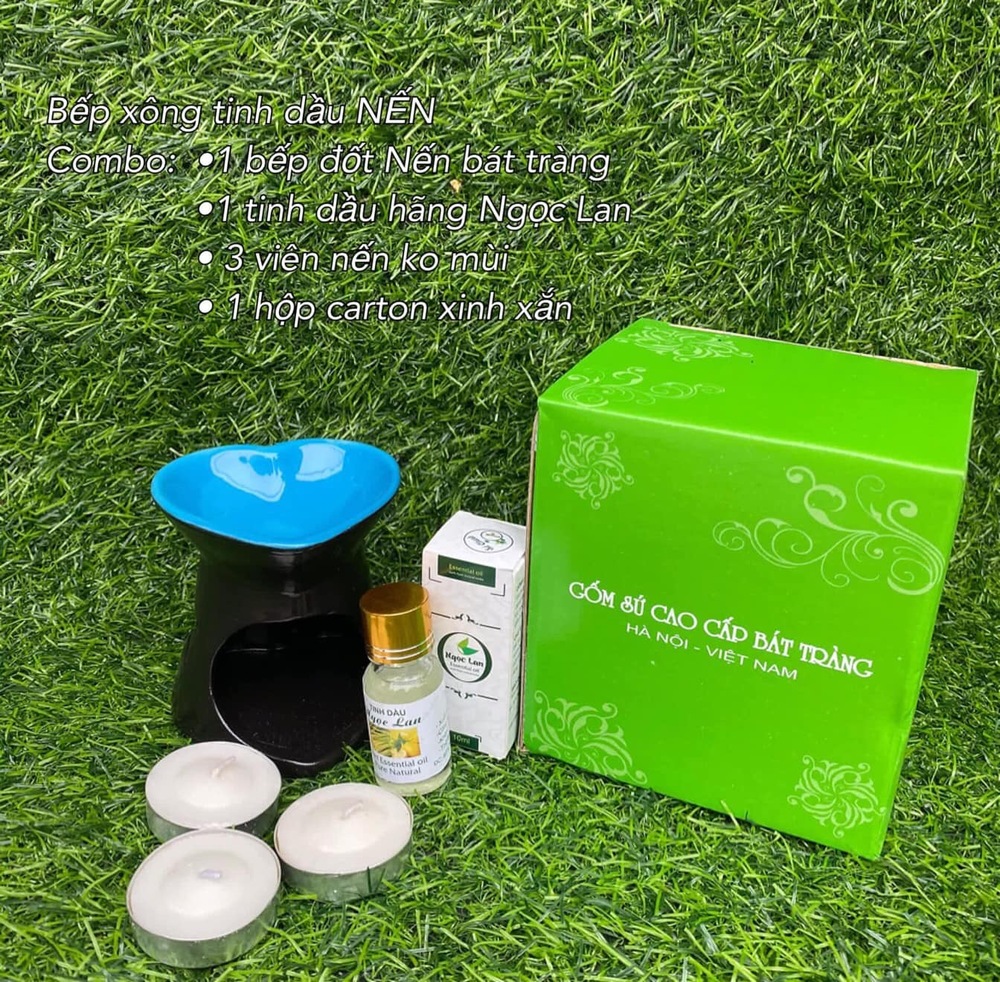 Bếp xông tinh dầu NẾN
Combo: •1 bếp đốt Nến bát tràng
•1 tinh dầu hãng Ngọc Lan
• 3 viên nến ko mùi
• 1 hộp carton xinh xắn
Essential oil
Ngọc Lan
Essential oil
10ml
TINH DẦU
Ngọc Lan
Essential Oil
Natural
GỐM SỨ CAO CẤP BÁT TRÀNG
HÀ NỘI - VIỆT NAM